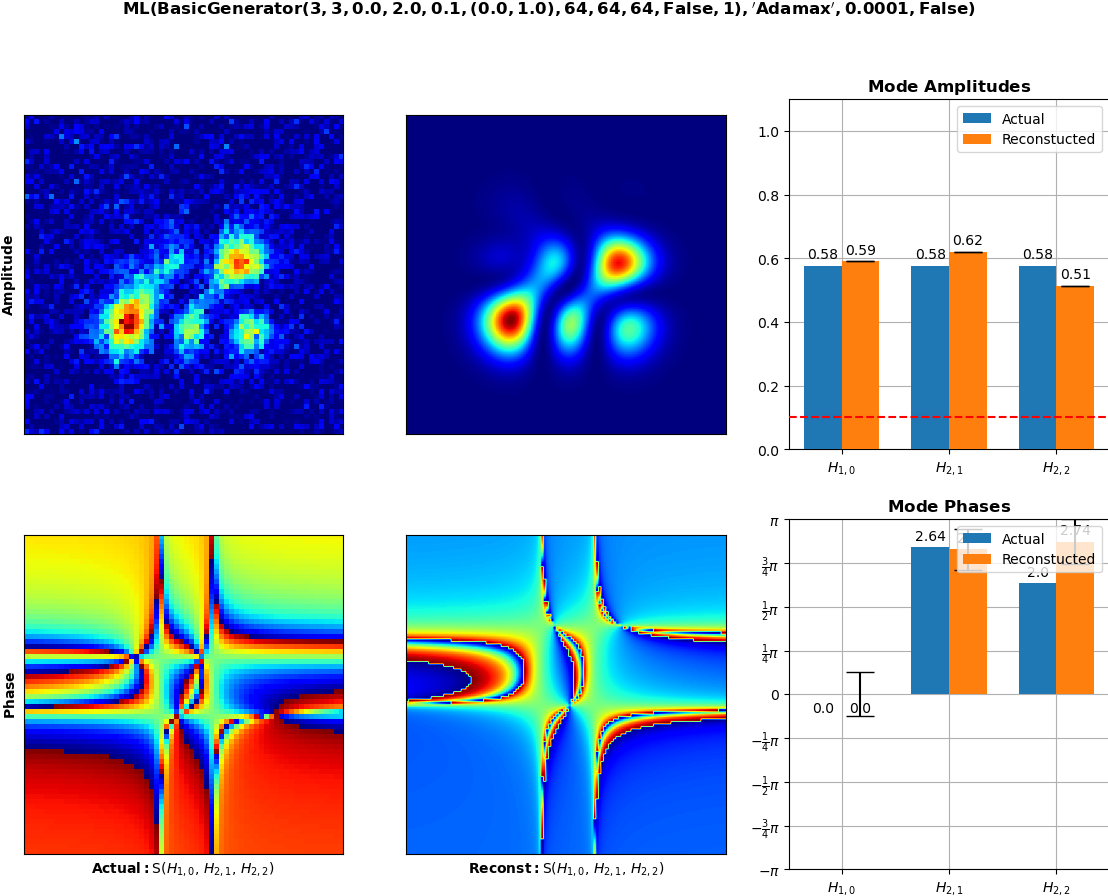 ML(BasicGenerator(3, 3, 0.0, 2.0, 0.1, (0.0, 1.0), 64, 64, 64, False, 1), 'Adamax', 0.0001, False)
Amplitude
Mode Amplitudes
Actual
Reconstucted
1.0
0.8
0.6
0.4
0.2
0.0
0.58 0.59
0.58 0.62
0.58 0.51
H1,0 H2,1 H2,2
Phase
Actual: S(H1,0, H2,1, H2,2)
Reconst: S(H1,0, H2,1, H2,2)
Mode Phases
Actual
Reconstucted
π
3/4π
1/2π
1/4π
0
−1/4π
−1/2π
−3/4π
−π
0.0 0.0
2.64
2.0 2.74
H1,0 H2,1 H2,2